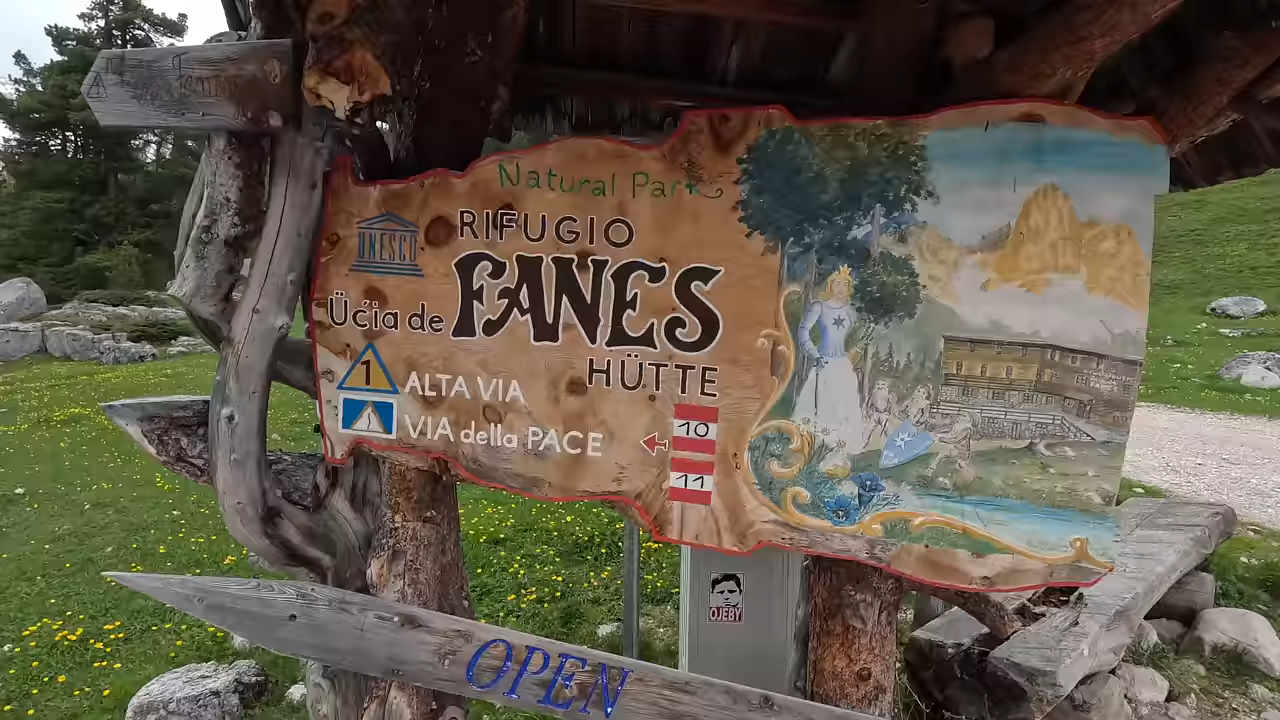 Natural Park
UNESCO
RIFUGIO
Ücia de FANES
HÜTTE
1 ALTA VIA
VIA della PACE
10
11
OJEBY
OPEN